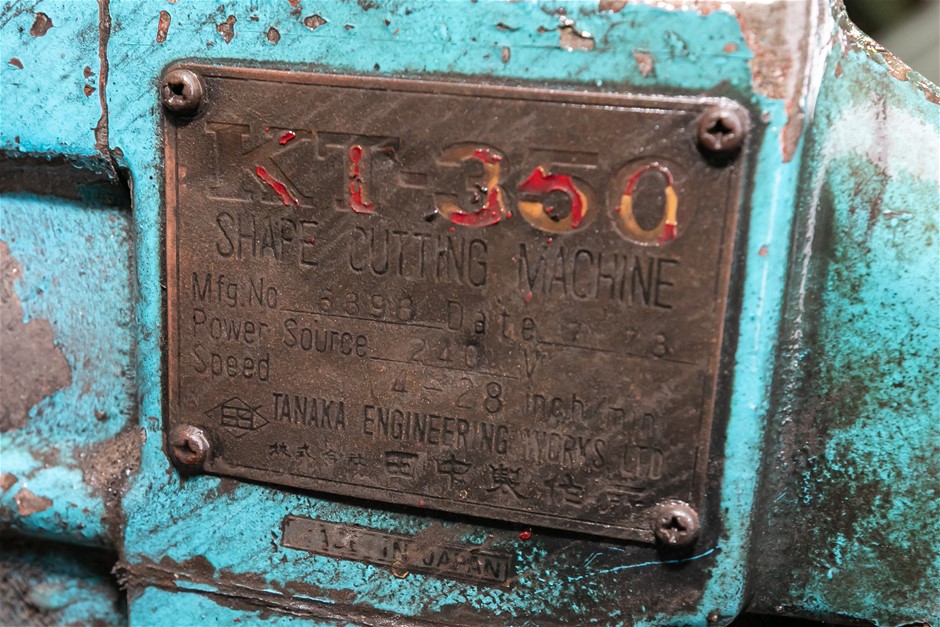 KT-350
SHAPE CUTTING MACHINE
Mfg.No 6398 Date 7 73
Power Source 240 V
Speed 4-28 inch/min
TANAKA ENGINEERING WORKS LTD
株式会社 田中製作所
MADE IN JAPAN